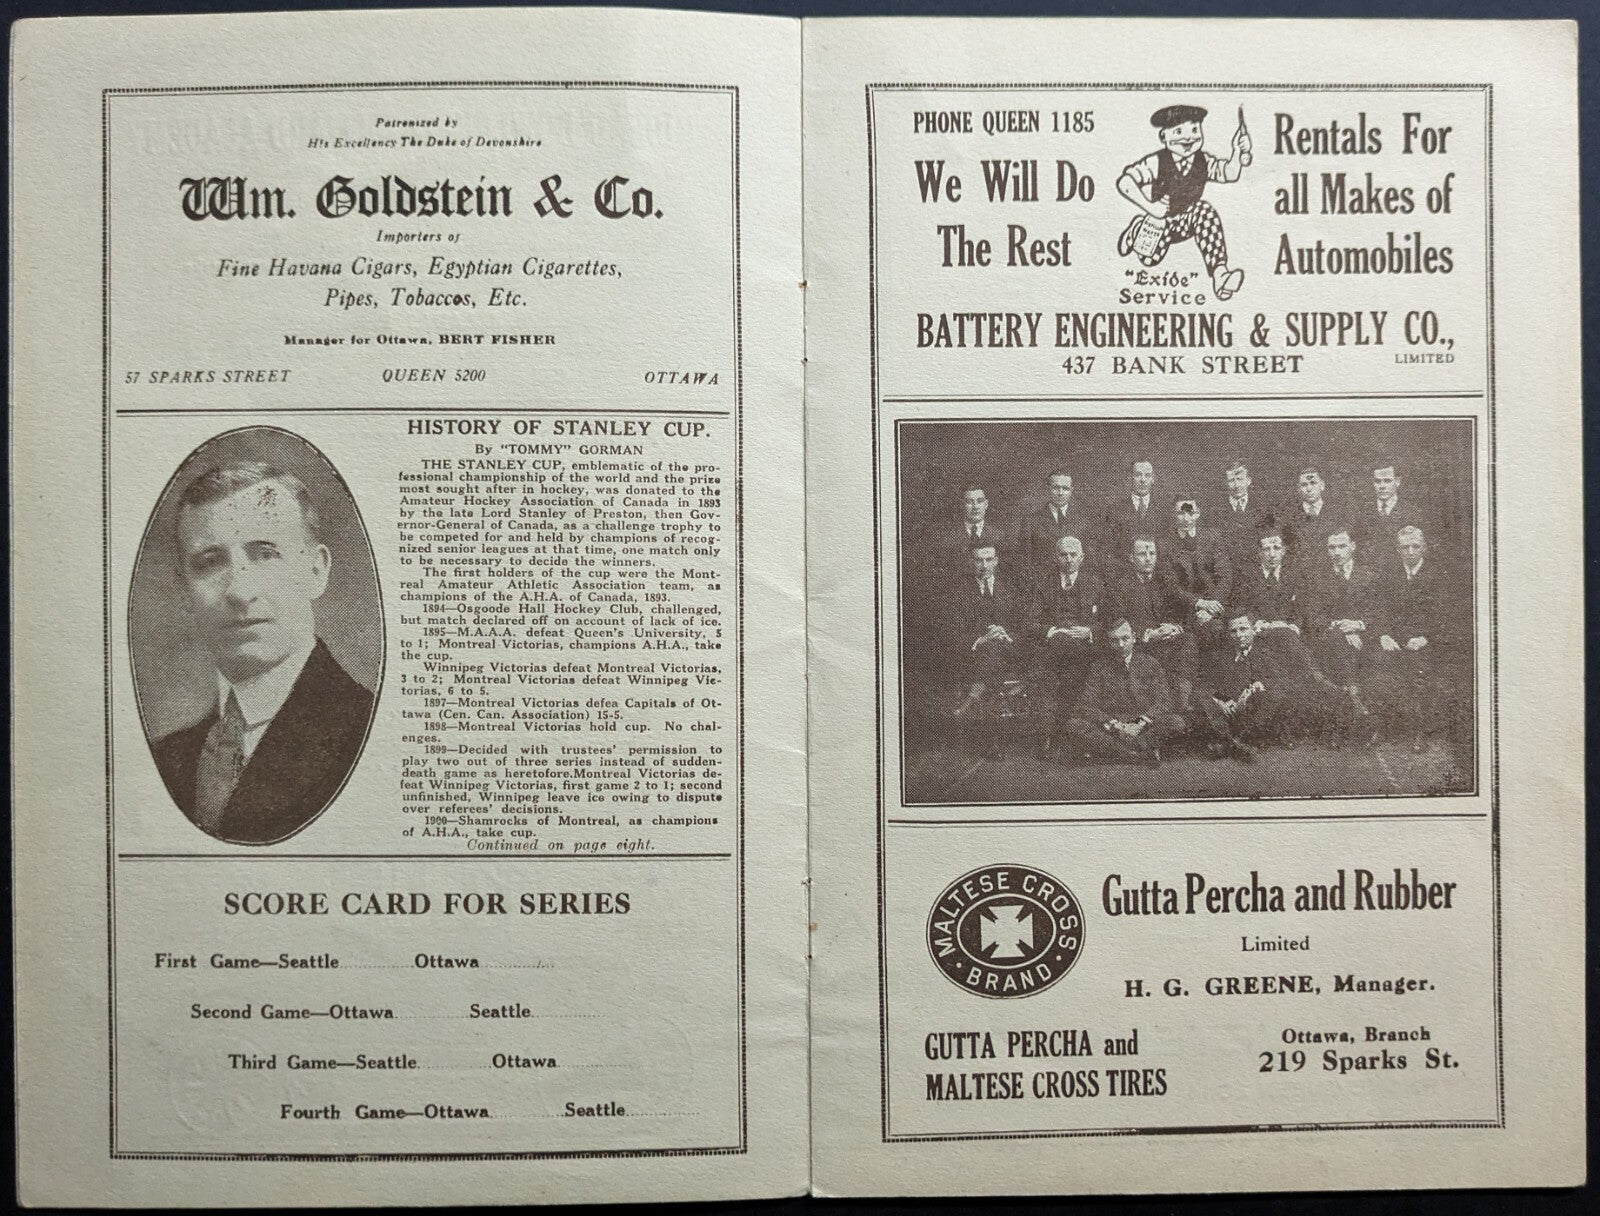 Patronized by
His Excellency The Duke of Devonshire
Wm. Goldstein & Co.
Importers of
Fine Havana Cigars, Egyptian Cigarettes,
Pipes, Tobaccos, Etc.
Manager for Ottawa, BERT FISHER
57 SPARKS STREET QUEEN 5200 OTTAWA
HISTORY OF STANLEY CUP.
By "TOMMY" GORMAN
THE STANLEY CUP, emblematic of the pro-
fessional championship of the world and the prize
most sought after in hockey, was donated to the
Amateur Hockey Association of Canada in 1893
by the late Lord Stanley of Preston, then Gov-
ernor-General of Canada, as a challenge trophy to
be competed for and held by champions of recog-
nized senior leagues at that time, one match only
to be necessary to decide the winners.
The first holders of the cup were the Mont-
real Amateur Athletic Association team, as
champions of the A.H.A. of Canada, 1893.
1894—Osgoode Hall Hockey Club, challenged,
but match declared off on account of lack of ice.
1895—M.A.A.A. defeat Queen's University, 5
to 1; Montreal Victorias, champions A.H.A., take
the cup.
Winnipeg Victorias defeat Montreal Victorias,
3 to 2; Montreal Victorias defeat Winnipeg Vic-
torias, 6 to 5.
1897—Montreal Victorias defea Capitals of Ot-
tawa (Cen. Can. Association) 15-5.
1898—Montreal Victorias hold cup. No chal-
enges.
1899—Decided with trustees' permission to
play two out of three series instead of sudden-
death game as heretofore.Montreal Victorias de-
feat Winnipeg Victorias, first game 2 to 1; second
unfinished, Winnipeg leave ice owing to dispute
over referees' decisions.
1900—Shamrocks of Montreal, as champions
of A.H.A., take cup.
Continued on page eight.
SCORE CARD FOR SERIES
First Game—Seattle.............Ottawa.............
Second Game—Ottawa.............Seattle.............
Third Game—Seattle.............Ottawa.............
Fourth Game—Ottawa.............Seattle.............
PHONE QUEEN 1185
We Will Do
The Rest
"Exide"
Service
Rentals For
all Makes of
Automobiles
BATTERY ENGINEERING & SUPPLY CO.,
LIMITED
437 BANK STREET
MALTESE CROSS
BRAND
Gutta Percha and Rubber
Limited
H. G. GREENE, Manager.
GUTTA PERCHA and
MALTESE CROSS TIRES
Ottawa, Branch
219 Sparks St.